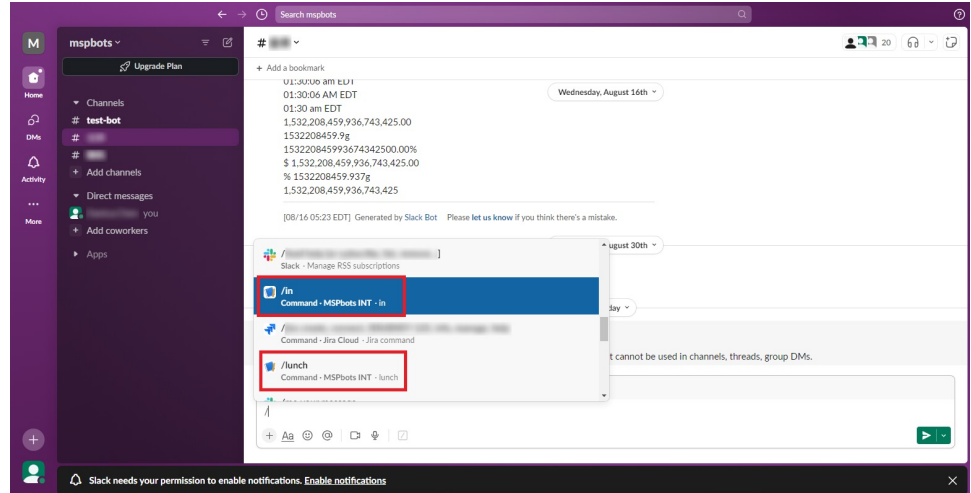 Search mspbots
M
mspbots
Upgrade Plan
Home
DMs
Activity
More
Channels
# test-bot
#
#
+ Add channels
Direct messages
you
+ Add coworkers
Apps
#
20
+ Add a bookmark
01:30:06 am EDT
01:30:06 AM EDT
01:30 am EDT
1,532,208,459,936,743,425.00
1532208459.9g
153220845993674342500.00%
$ 1,532,208,459,936,743,425.00
% 1532208459.937g
1,532,208,459,936,743,425
Wednesday, August 16th
[08/16 05:23 EDT] Generated by Slack Bot Please let us know if you think there's a mistake.
ugust 30th
day
t cannot be used in channels, threads, group DMs.
/ ]
Slack - Manage RSS subscriptions
/in
Command - MSPbots INT - in
/
Command - Jira Cloud - Jira command
/lunch
Command - MSPbots INT - lunch
/
Aa
Slack needs your permission to enable notifications. Enable notifications